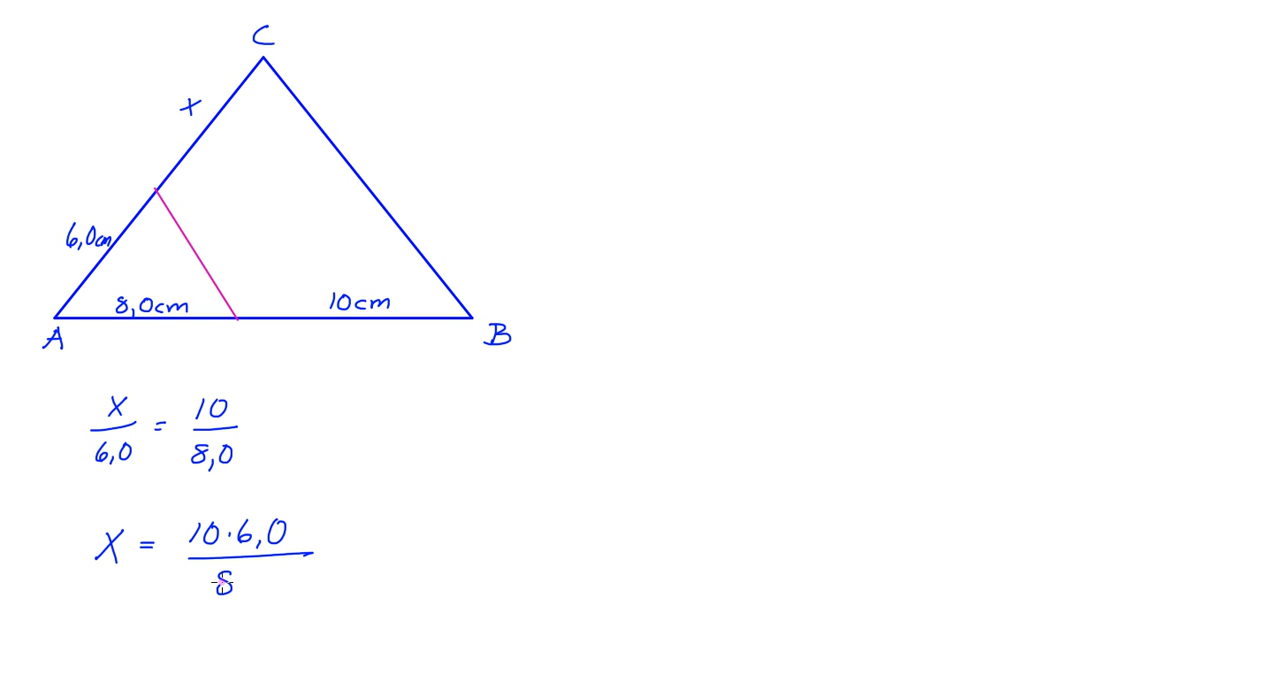 C
x
6,0cm
8,0cm 10cm
A B
x/6,0 = 10/8,0
X = 10·6,0/8